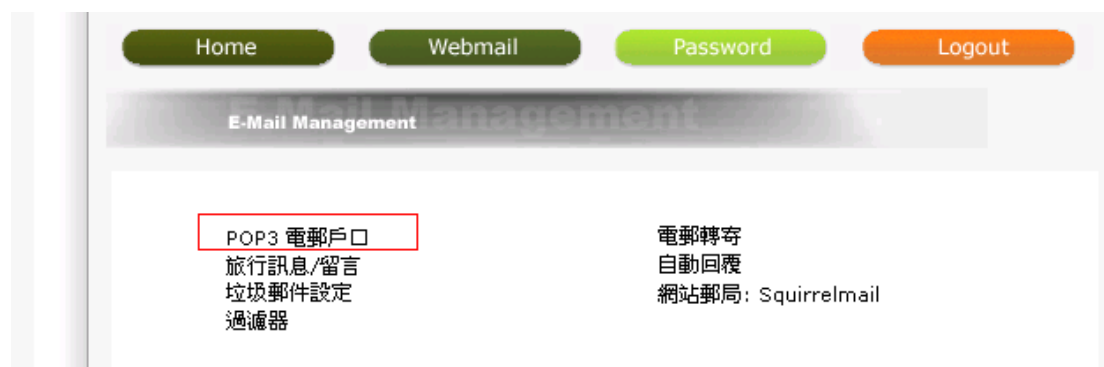 Home Webmail Password Logout
E-Mail Management
POP3 電郵戶口 電郵轉寄
旅行訊息/留言 自動回覆
垃圾郵件設定 網站郵局: Squirrelmail
過濾器